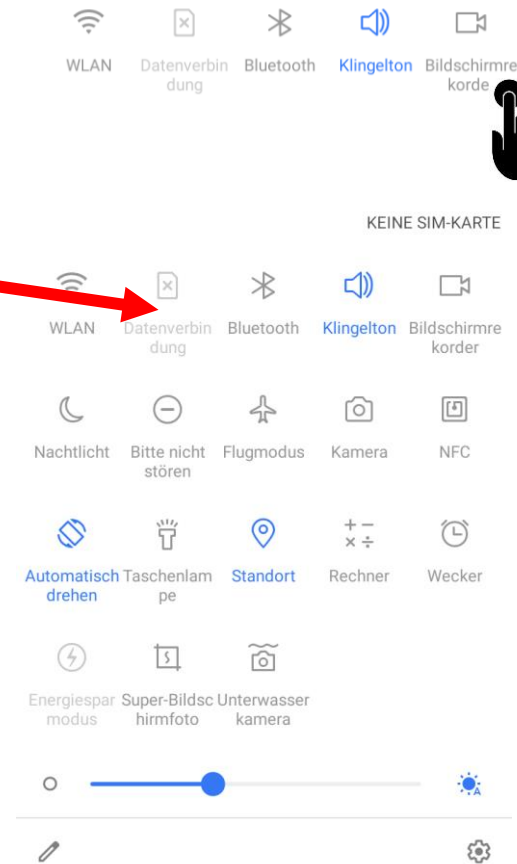 WLAN Datenverbin Bluetooth Klingelton Bildschirmre
dung korde
KEINE SIM-KARTE
WLAN Datenverbin Bluetooth Klingelton Bildschirmre
dung korder
Nachtlicht Bitte nicht Flugmodus Kamera NFC
stören
Automatisch Taschenlam Standort Rechner Wecker
drehen pe
Energiespar Super-Bildsc Unterwasser
modus hirmfoto kamera